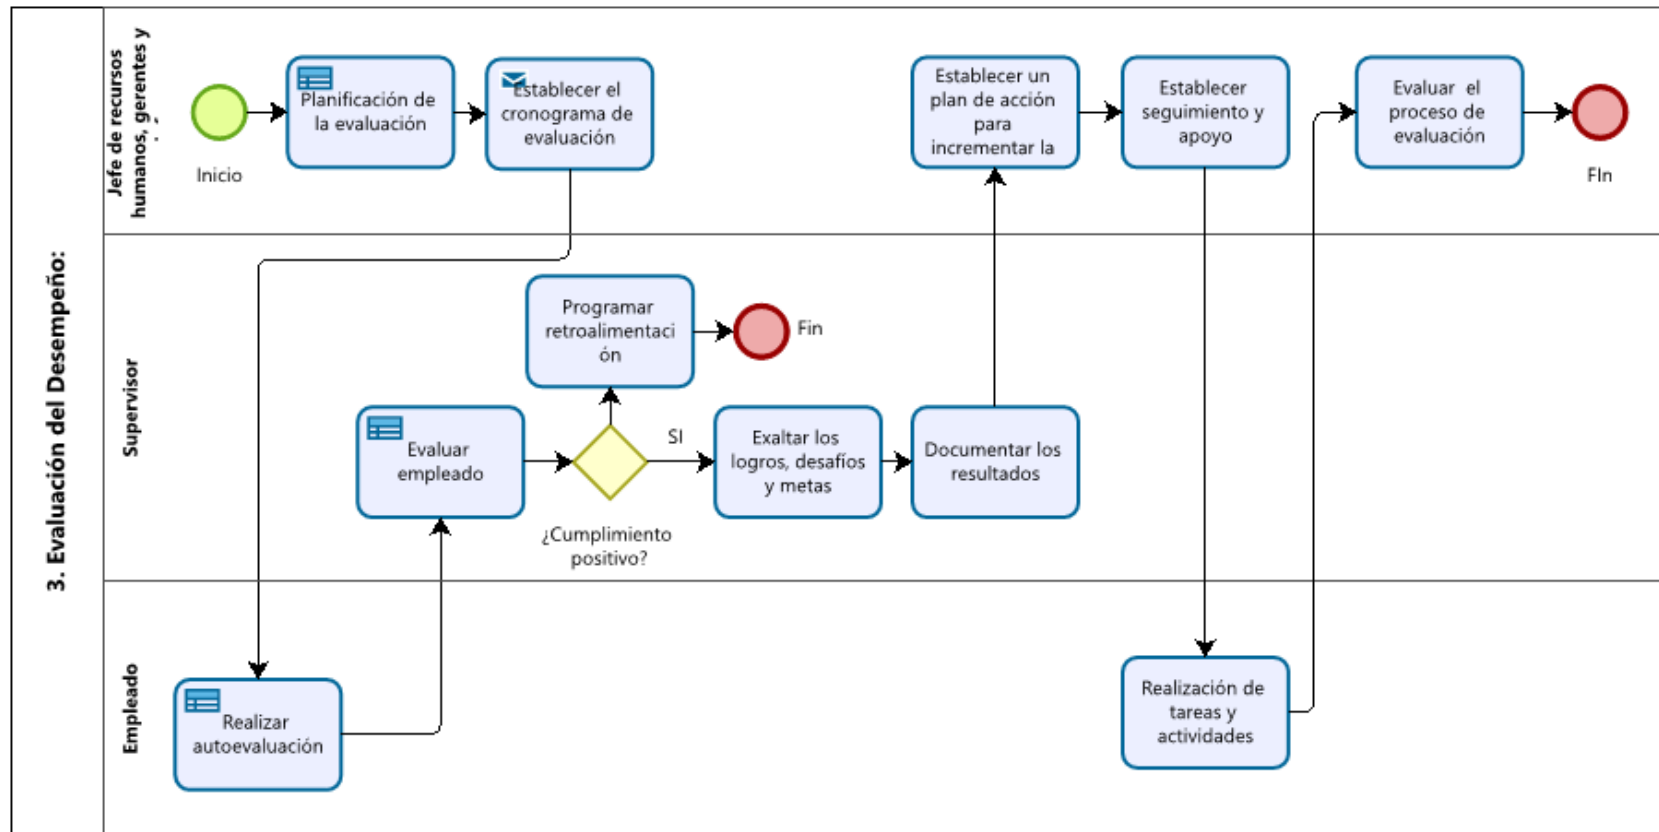 3. Evaluación del Desempeño:
Jefe de recursos
humanos, gerentes y
Inicio
Planificación de
la evaluación
Establecer el
cronograma de
evaluación
Establecer un
plan de acción
para
incrementar la
Establecer
seguimiento y
apoyo
Evaluar el
proceso de
evaluación
FIn
Supervisor
Programar
retroalimentaci
ón
Fin
Evaluar
empleado
¿Cumplimiento
positivo?
SI
Exaltar los
logros, desafíos
y metas
Documentar los
resultados
Empleado
Realizar
autoevaluación
Realización de
tareas y
actividades